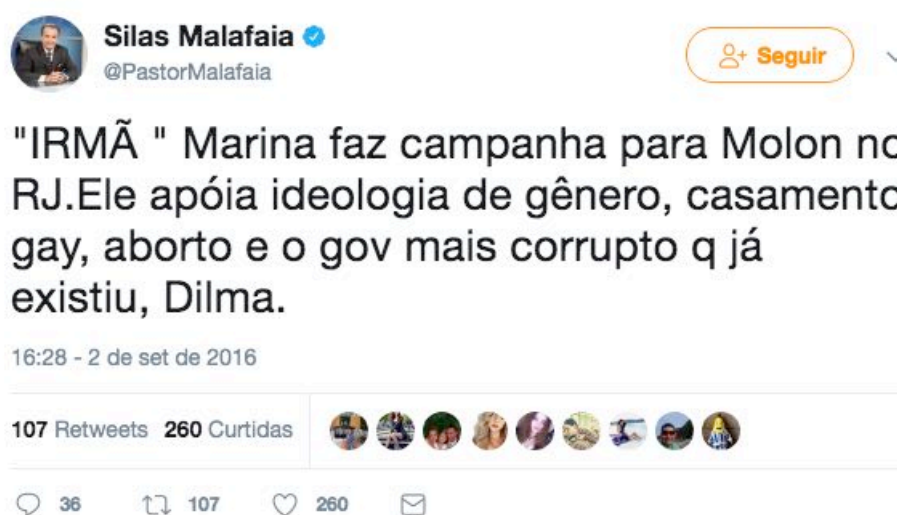 Silas Malafaia
@PastorMalafaia
Seguir
"IRMÃ " Marina faz campanha para Molon no
RJ.Ele apóia ideologia de gênero, casamento
gay, aborto e o gov mais corrupto q já
existiu, Dilma.
16:28 - 2 de set de 2016
107 Retweets 260 Curtidas
36 107 260